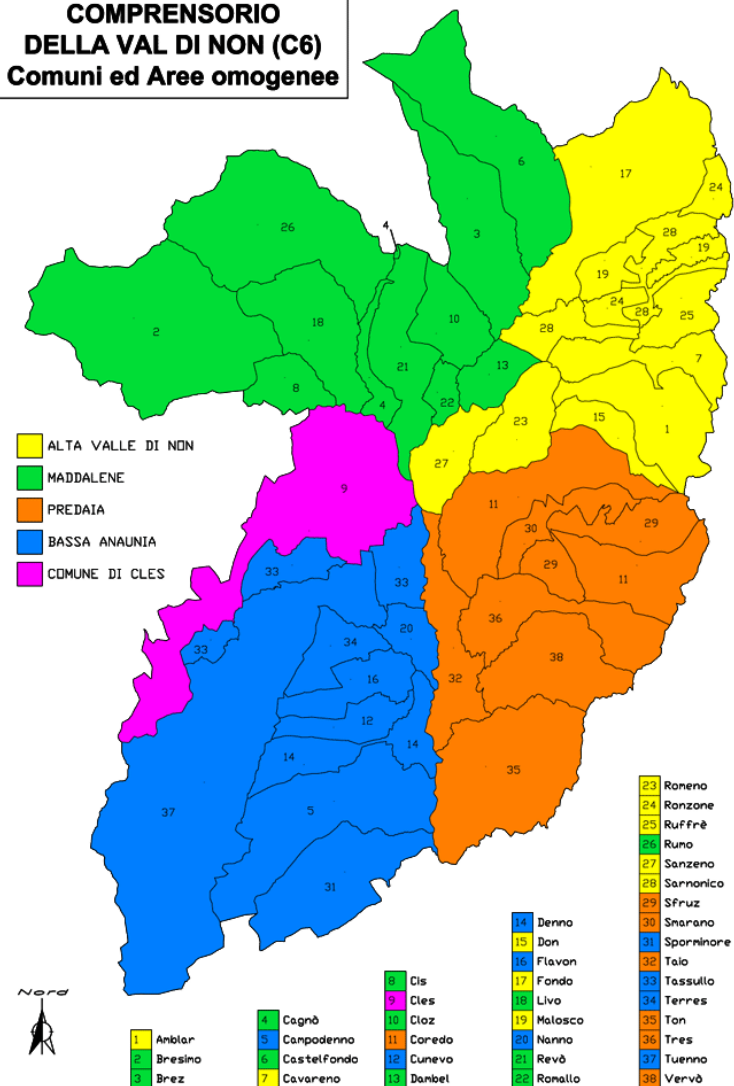 COMPRENSORIO
DELLA VAL DI NON (C6)
Comuni ed Aree omogenee
6
17
24
26
4
3
28
19
19
24
28
25
2
18
10
28
8
21
13
7
4
22
23
15
1
27
ALTA VALLE DI NON
MADDALENE
PREDAIA
BASSA ANAUNIA
COMUNE DI CLES
9
11
30
29
29
11
33
33
33
20
36
34
38
16
32
12
14
14
35
37
5
31
Nord
1 Amblar
2 Bresimo
3 Brez
4 Cagnò
5 Campodenno
6 Castelfondo
7 Cavareno
8 Cis
9 Cles
10 Cloz
11 Coredo
12 Cunevo
13 Dambel
14 Denno
15 Don
16 Flavon
17 Fondo
18 Livo
19 Malosco
20 Nanno
21 Revò
22 Romallo
23 Romeno
24 Ronzone
25 Ruffrè
26 Rumo
27 Sanzeno
28 Sarnonico
29 Sfruz
30 Smarano
31 Sporminore
32 Taio
33 Tassullo
34 Terres
35 Ton
36 Tres
37 Tuenno
38 Vervò